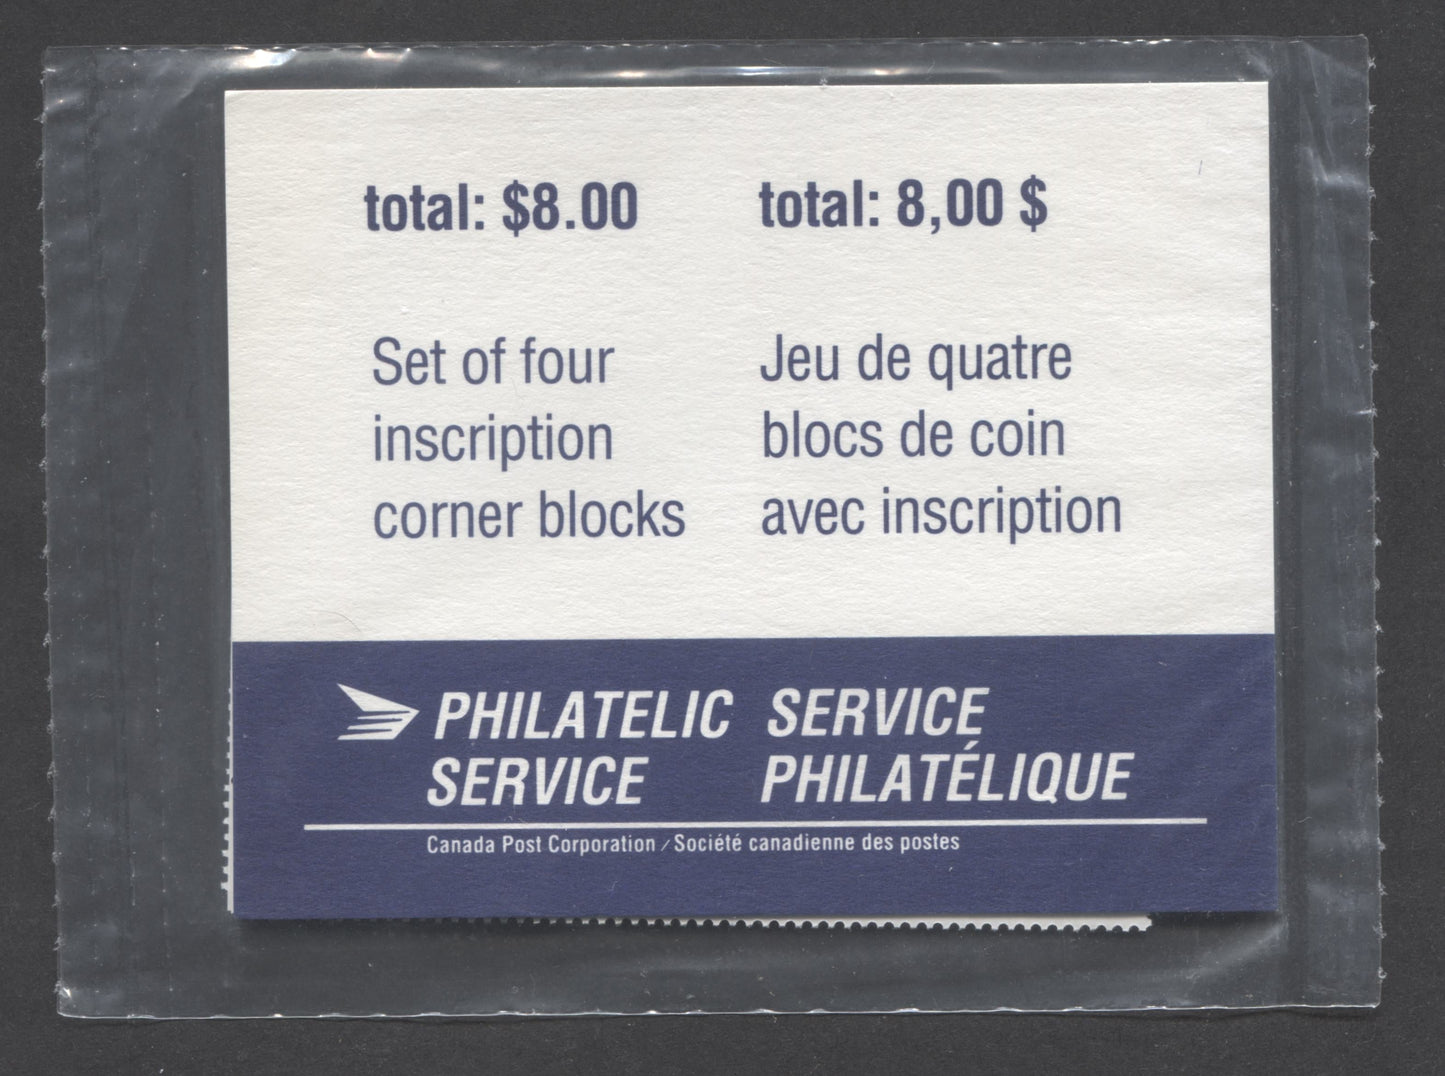 total: $8.00
total: 8,00 $
Set of four
inscription
corner blocks
Jeu de quatre
blocs de coin
avec inscription
PHILATELIC
SERVICE
SERVICE
PHILATÉLIQUE
Canada Post Corporation / Société canadienne des postes